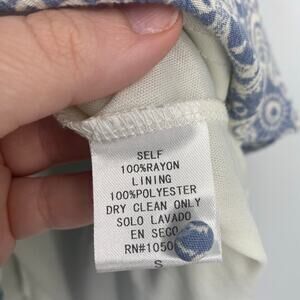 SELF
100%RAYON
LINING
100%POLYESTER
DRY CLEAN ONLY
SOLO LAVADO
EN SECO
S